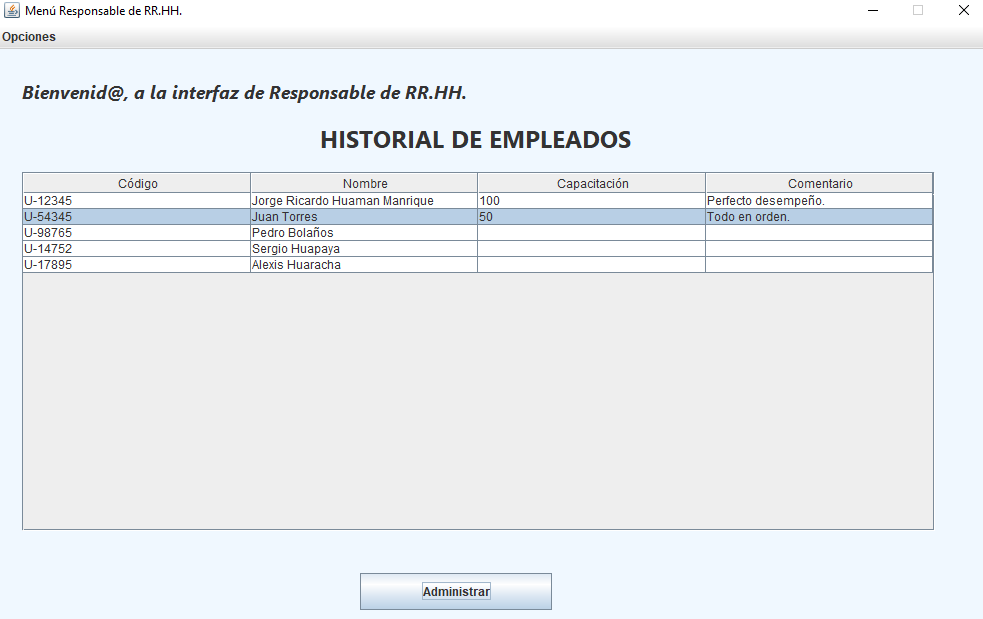 Menú Responsable de RR.HH.
Opciones
Bienvenid@, a la interfaz de Responsable de RR.HH.
HISTORIAL DE EMPLEADOS
Código Nombre Capacitación Comentario
U-12345 Jorge Ricardo Huaman Manrique 100 Perfecto desempeño.
U-54345 Juan Torres 50 Todo en orden.
U-98765 Pedro Bolaños
U-14752 Sergio Huapaya
U-17895 Alexis Huaracha
Administrar